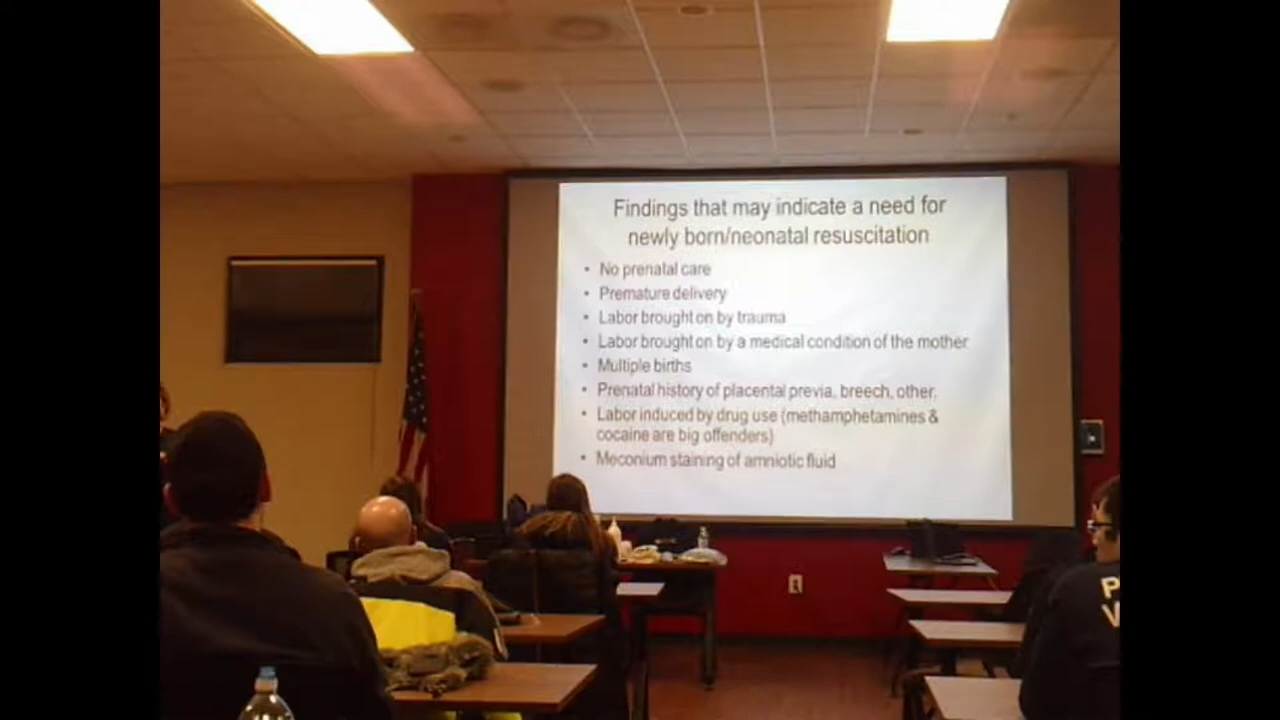 Findings that may indicate a need for
newly born/neonatal resuscitation
• No prenatal care
• Premature delivery
• Labor brought on by trauma
• Labor brought on by a medical condition of the mother
• Multiple births
• Prenatal history of placental previa, breech, other.
• Labor induced by drug use (methamphetamines &
cocaine are big offenders)
• Meconium staining of amniotic fluid
P
V